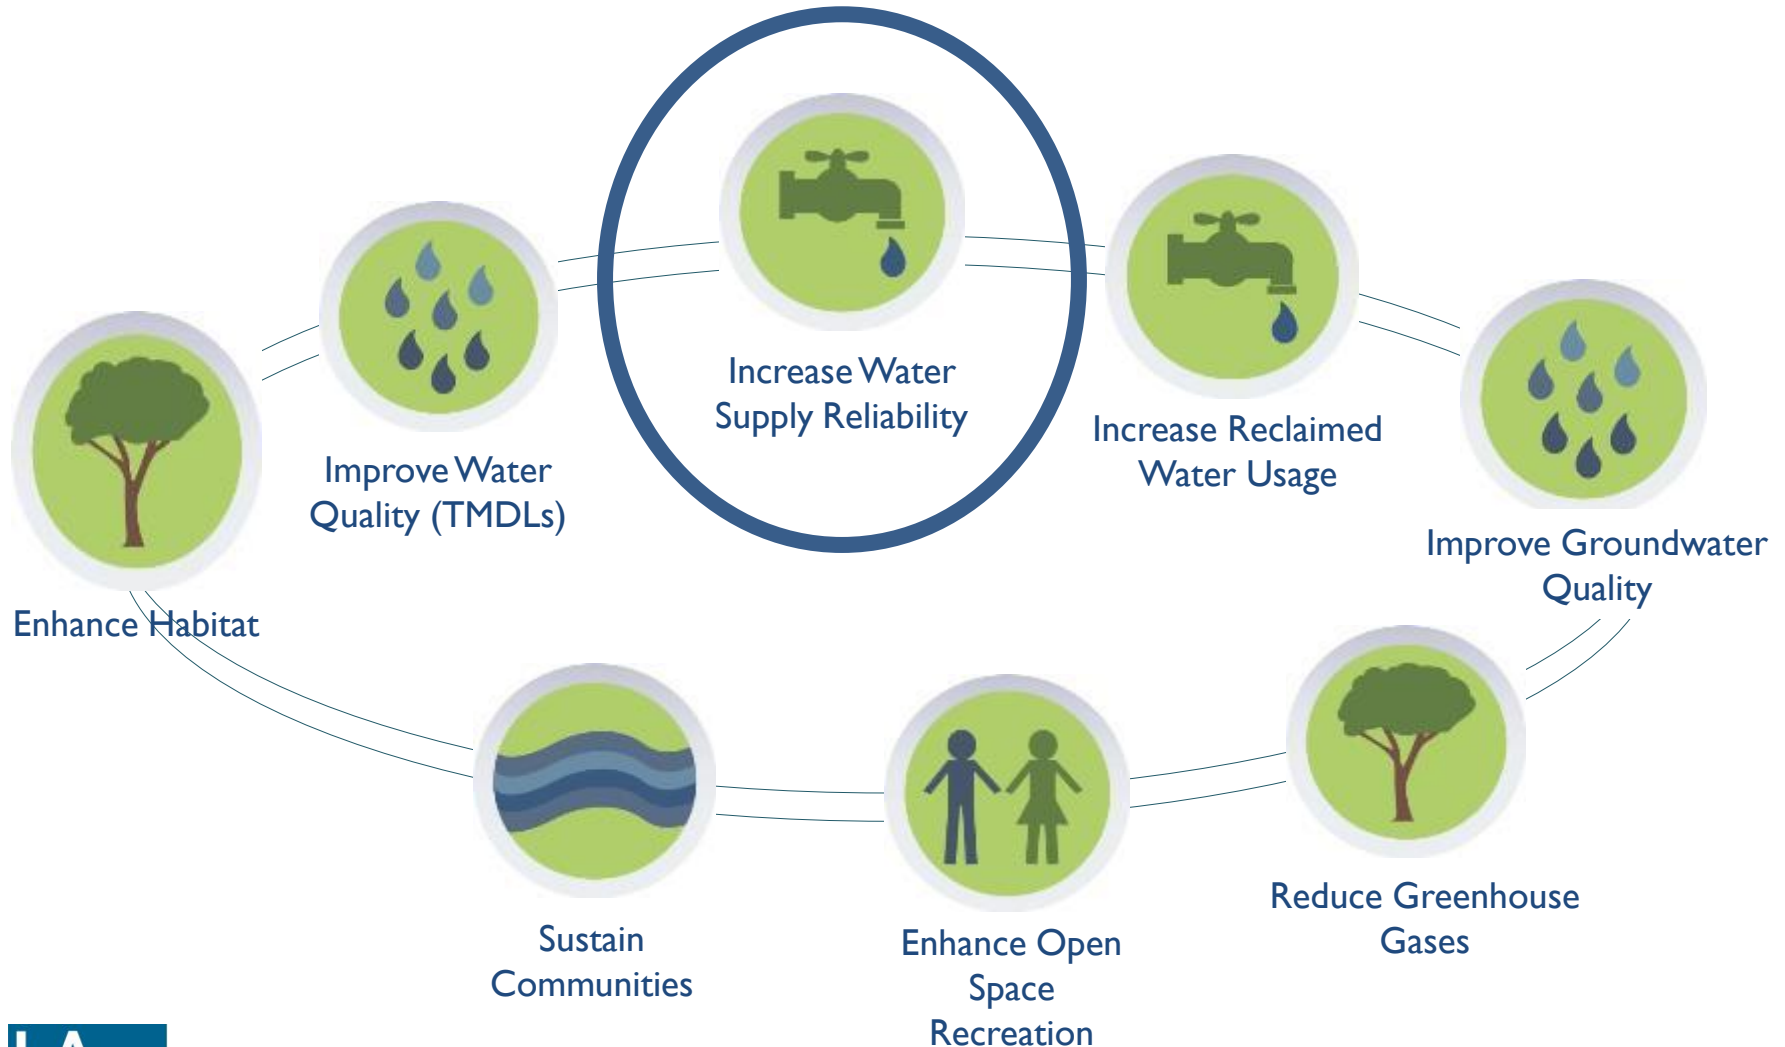 Increase Water
Supply Reliability
Increase Reclaimed
Water Usage
Improve Water
Quality (TMDLs)
Improve Groundwater
Quality
Enhance Habitat
Sustain
Communities
Enhance Open
Space
Recreation
Reduce Greenhouse
Gases
LA